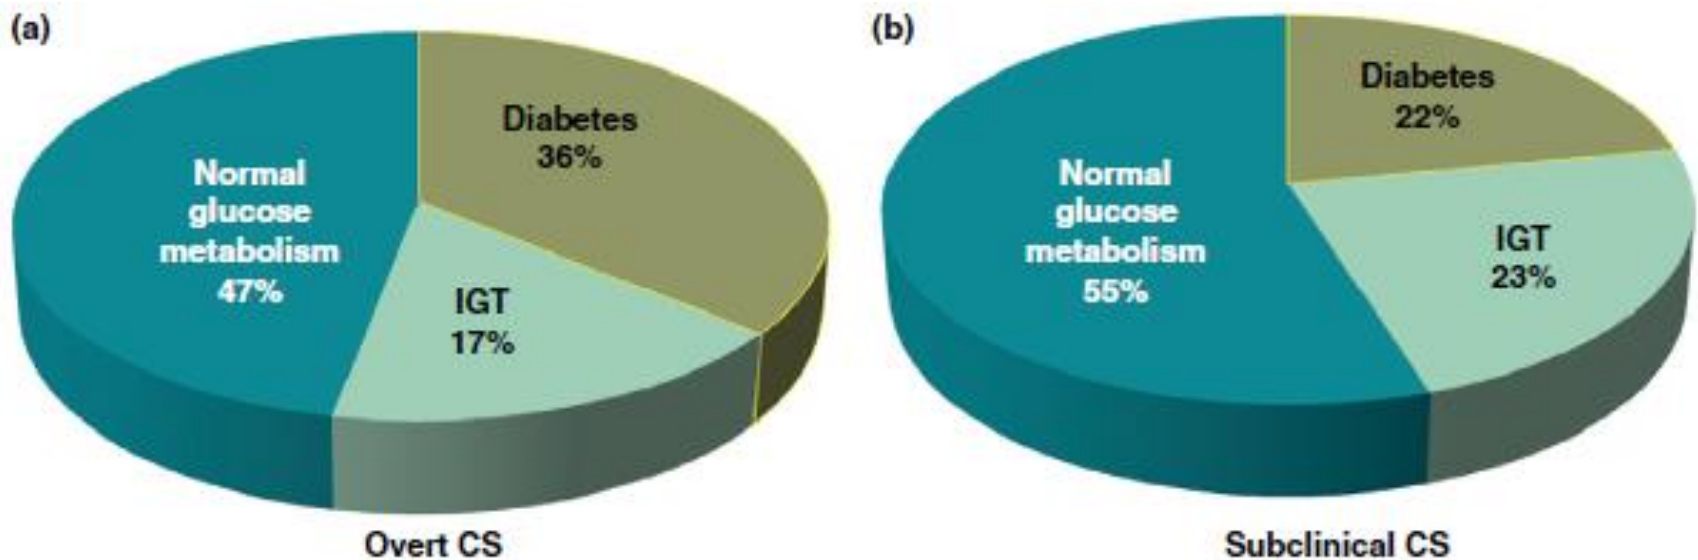 (a)
Diabetes
36%
Normal
glucose
metabolism
47%
IGT
17%
Overt CS
(b)
Diabetes
22%
Normal
glucose
metabolism
55%
IGT
23%
Subclinical CS